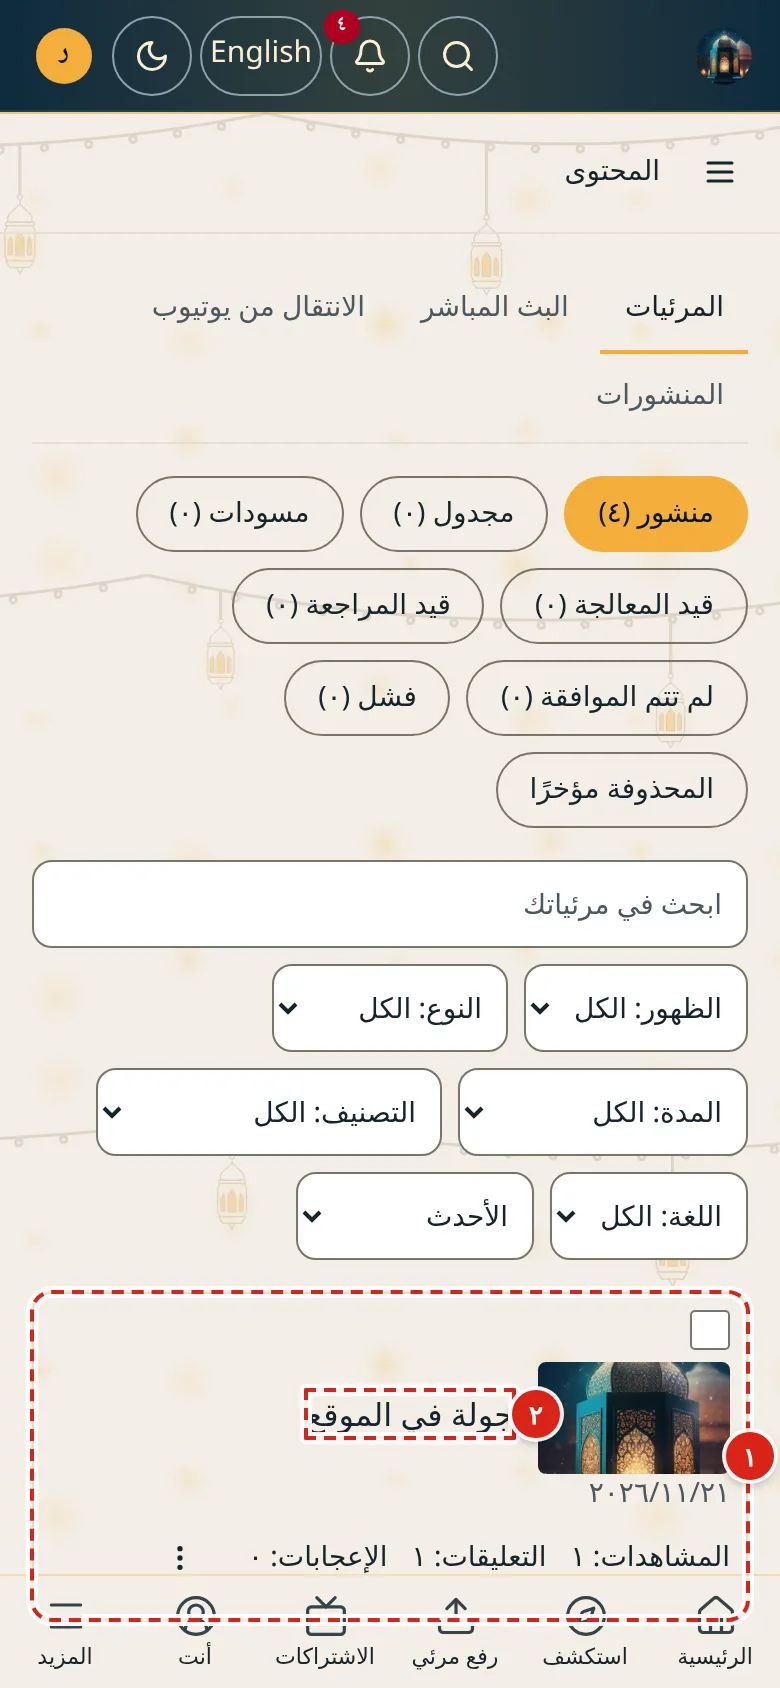 ر
English
٤
المحتوى
المرئيات البث المباشر الانتقال من يوتيوب
المنشورات
منشور (٤) مجدول (٠) مسودات (٠)
قيد المعالجة (٠) قيد المراجعة (٠)
لم تتم الموافقة (٠) فشل (٠)
المحذوفة مؤخرًا
ابحث في مرئياتك
الظهور: الكل النوع: الكل
المدة: الكل التصنيف: الكل
اللغة: الكل الأحدث
٢ جولة في الموقع
١
٢٠٢٦/١١/٢١
المشاهدات: ١ التعليقات: ١ الإعجابات: ٠
الرئيسية استكشف رفع مرئي الاشتراكات أنت المزيد